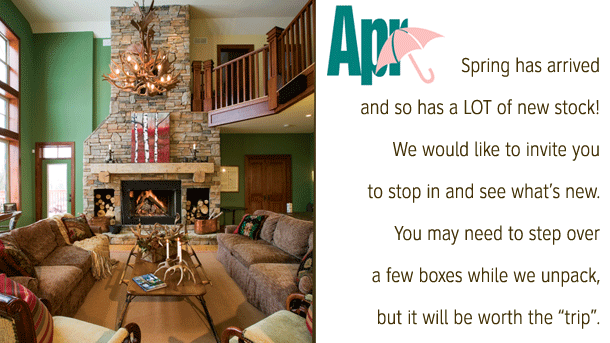 Apr
Spring has arrived
and so has a LOT of new stock!
We would like to invite you
to stop in and see what's new.
You may need to step over
a few boxes while we unpack,
but it will be worth the “trip”.